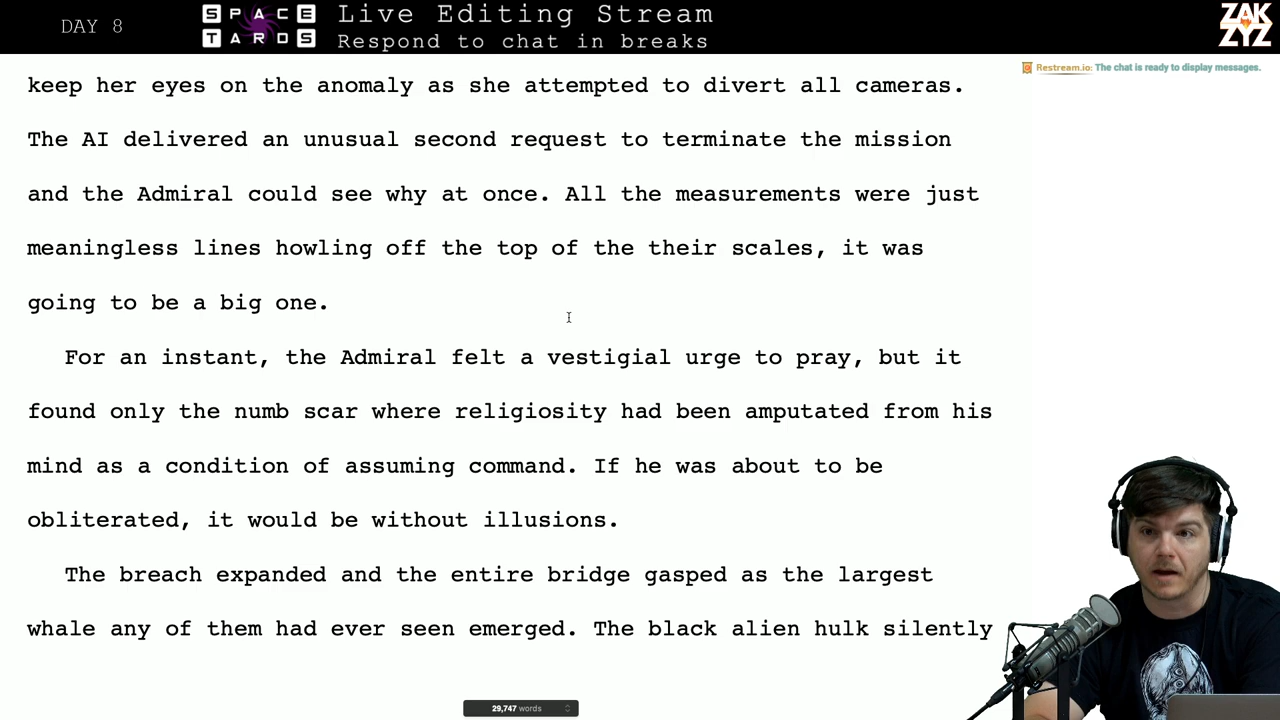 DAY 8
SPACE
TARDS
Live Editing Stream
Respond to chat in breaks
ZAK
ZYZ
Restream.io: The chat is ready to display messages.
keep her eyes on the anomaly as she attempted to divert all cameras.
The AI delivered an unusual second request to terminate the mission
and the Admiral could see why at once. All the measurements were just
meaningless lines howling off the top of the their scales, it was
going to be a big one.
For an instant, the Admiral felt a vestigial urge to pray, but it
found only the numb scar where religiosity had been amputated from his
mind as a condition of assuming command. If he was about to be
obliterated, it would be without illusions.
The breach expanded and the entire bridge gasped as the largest
whale any of them had ever seen emerged. The black alien hulk silently
29,747 words